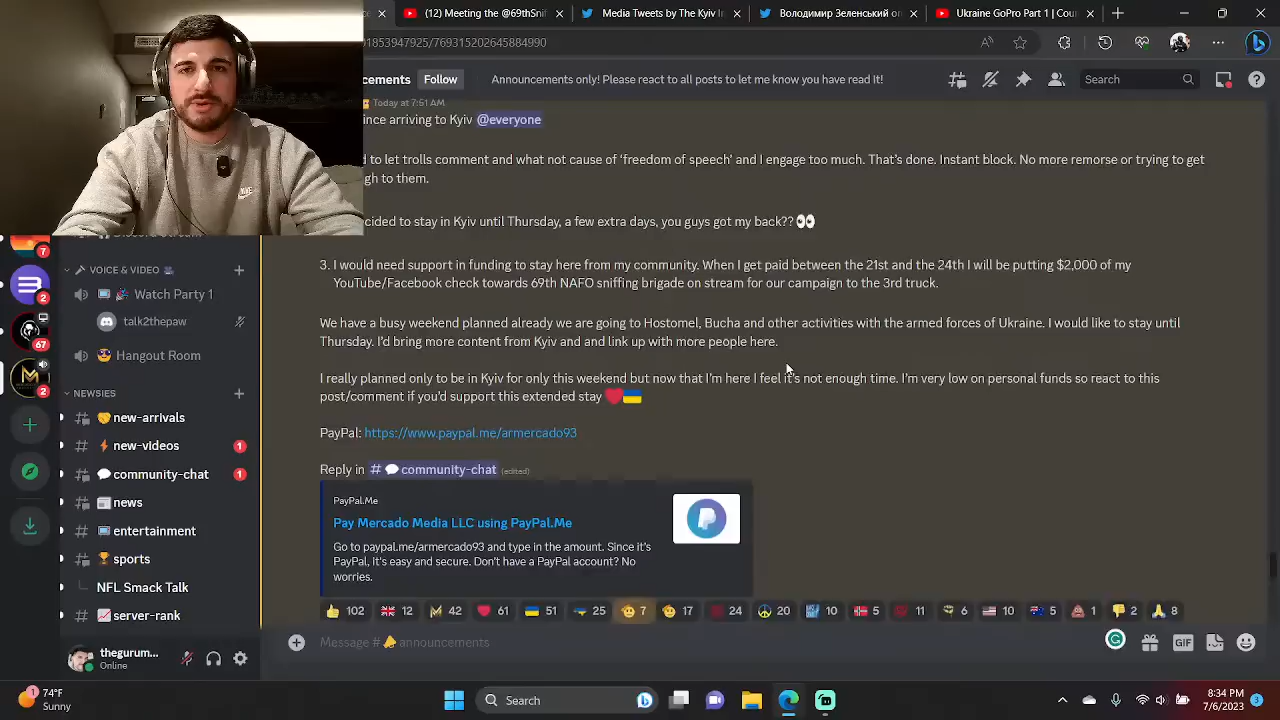 (12) Meeting the @69thSnif
Media Tweets by The Kyiv In
Володимир Зеленський on
Ukraine GoPro Part 1 | Cou
01853947925/769315202645884990
ncements
Follow
Announcements only! Please react to all posts to let me know you have read it!
Search
Today at 7:51 AM
ince arriving to Kyiv @everyone
d to let trolls comment and what not cause of 'freedom of speech' and I engage too much. That's done. Instant block. No more remorse or trying to get
gh to them.
cided to stay in Kyiv until Thursday, a few extra days, you guys got my back?? 👀
3. I would need support in funding to stay here from my community. When I get paid between the 21st and the 24th I will be putting $2,000 of my
YouTube/Facebook check towards 69th NAFO sniffing brigade on stream for our campaign to the 3rd truck.
We have a busy weekend planned already we are going to Hostomel, Bucha and other activities with the armed forces of Ukraine. I would like to stay until
Thursday. I'd bring more content from Kyiv and and link up with more people here.
I really planned only to be in Kyiv for only this weekend but now that I'm here I feel it's not enough time. I'm very low on personal funds so react to this
post/comment if you'd support this extended stay ❤️🇺🇦
PayPal: https://www.paypal.me/armercado93
Reply in # 💬 community-chat (edited)
PayPal.Me
Pay Mercado Media LLC using PayPal.Me
Go to paypal.me/armercado93 and type in the amount. Since it's
PayPal, it's easy and secure. Don't have a PayPal account? No
worries.
102 12 42 61 51 25 7 17 24 20 10 5 11 6 10 5 1 2 8
Message # announcements
GIF
7
2
67
2
VOICE & VIDEO
Watch Party 1
talk2thepaw
Hangout Room
NEWSIES
new-arrivals
new-videos 1
community-chat 1
news
entertainment
sports
NFL Smack Talk
server-rank
thegurum...
Online
1
74°F
Sunny
Search
8:34 PM
7/6/2023
3